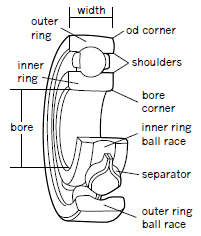 width
outer
ring
od corner
shoulders
inner
ring
bore
corner
bore
inner ring
ball race
separator
outer ring
ball race